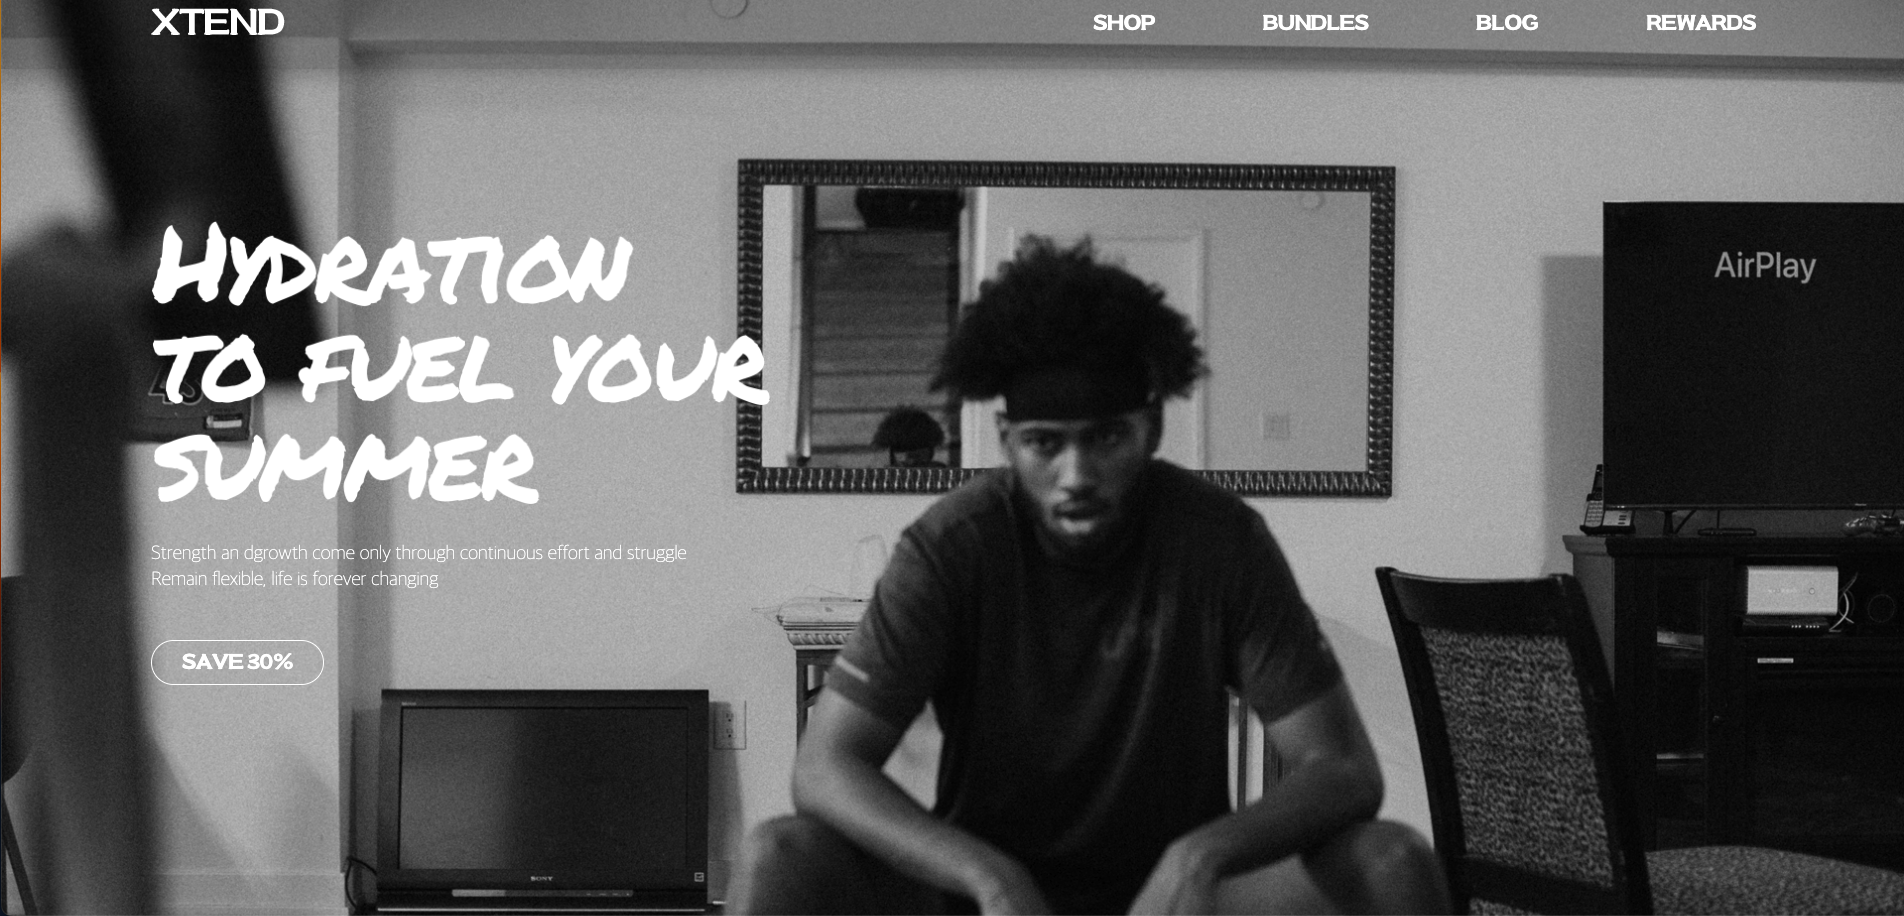 XTEND
SHOP BUNDLES BLOG REWARDS
AirPlay
HYDRATION
TO FUEL YOUR
SUMMER
Strength an dgrowth come only through continuous effort and struggle
Remain flexible, life is forever changing
SAVE 30%
SONY